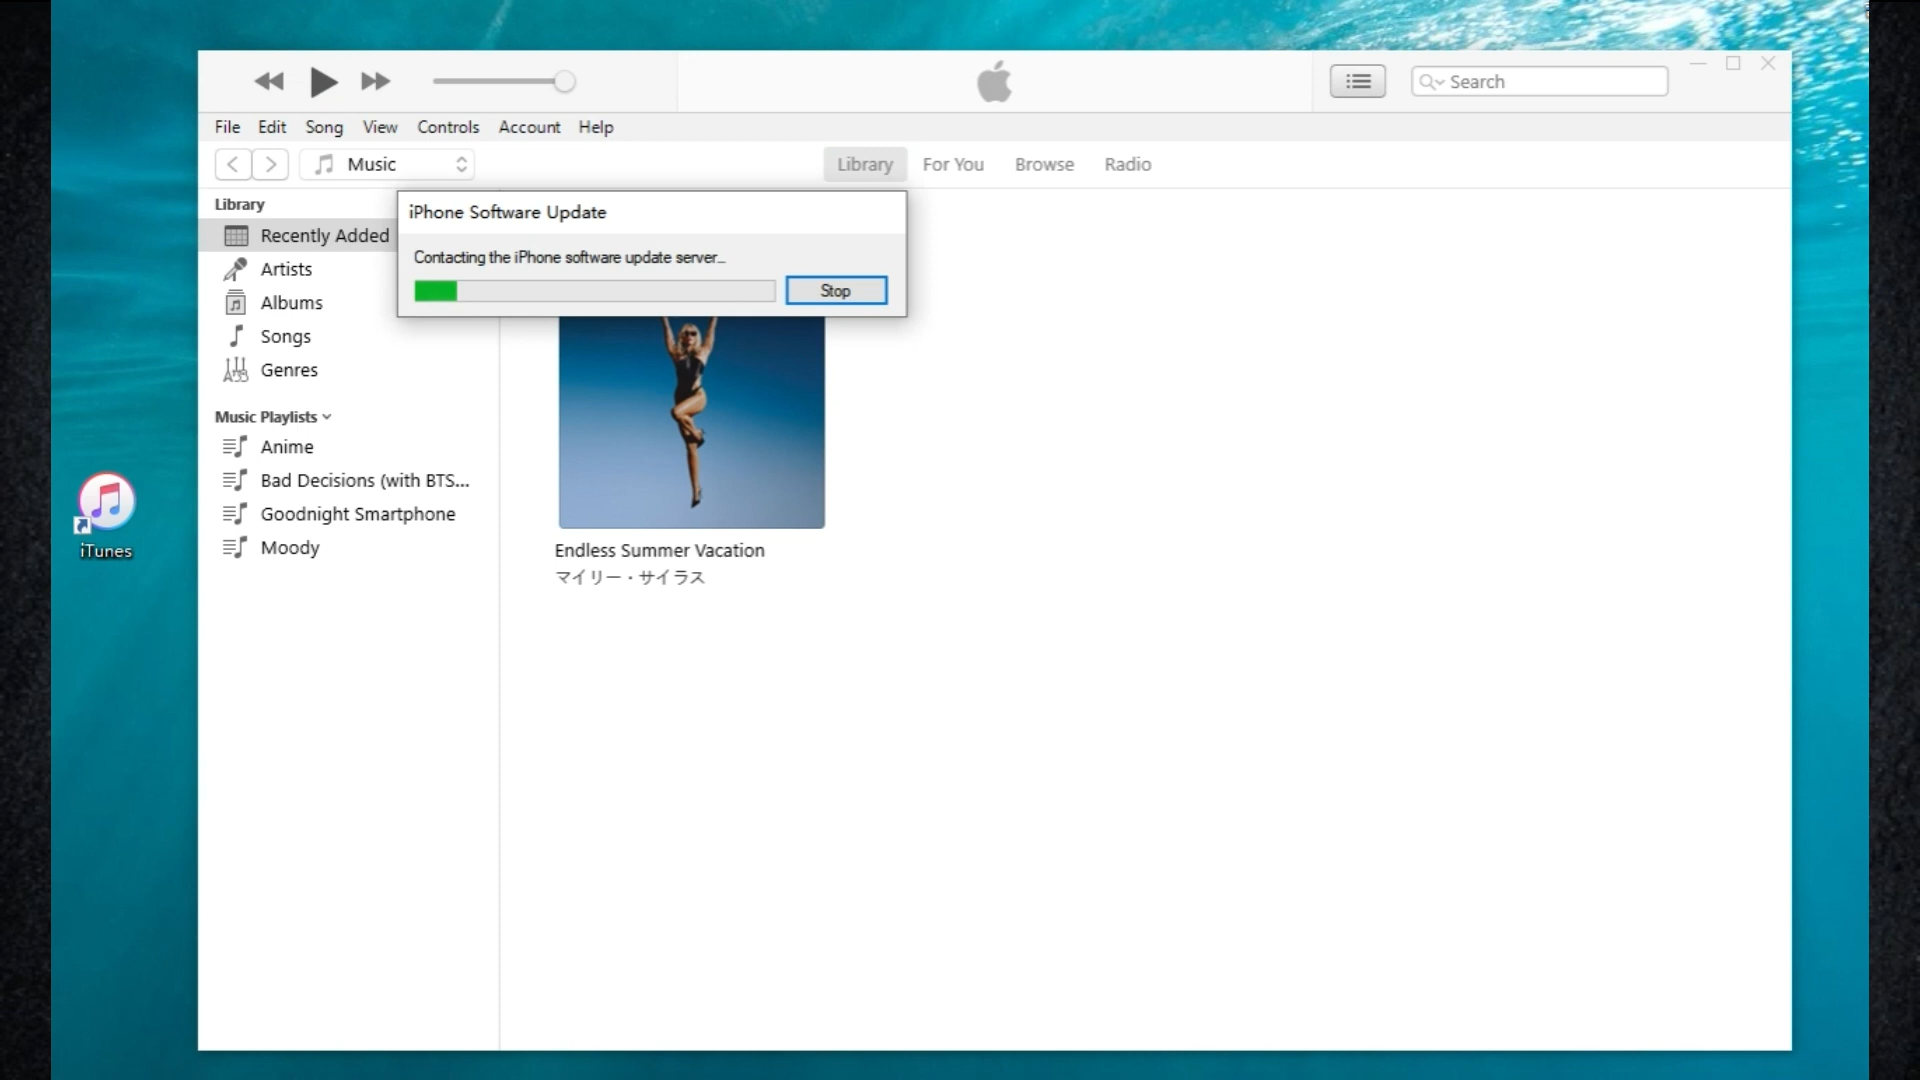 Search
File Edit Song View Controls Account Help
Music
Library For You Browse Radio
Library
Recently Added
Artists
Albums
Songs
Genres
Music Playlists
Anime
Bad Decisions (with BTS...
Goodnight Smartphone
Moody
iPhone Software Update
Contacting the iPhone software update server...
Stop
Endless Summer Vacation
マイリー・サイラス
iTunes